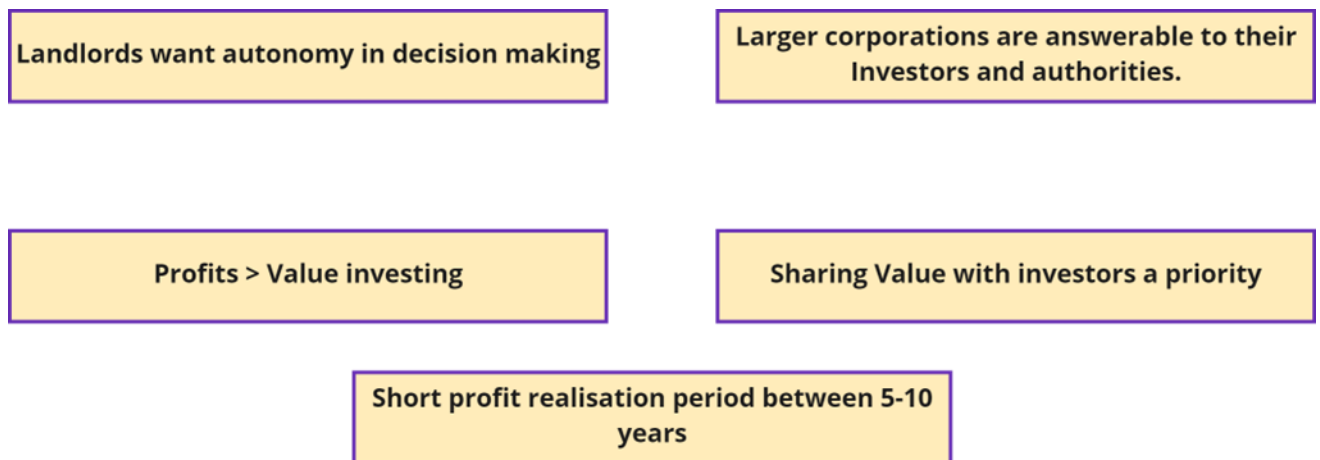 Landlords want autonomy in decision making
Larger corporations are answerable to their
Investors and authorities.
Profits > Value investing
Sharing Value with investors a priority
Short profit realisation period between 5-10
years